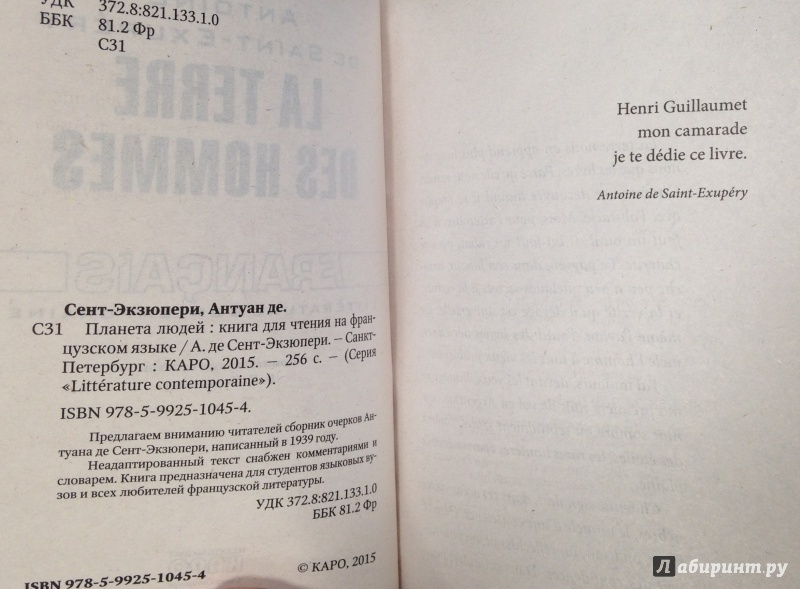 УДК 372.8:821.133.1.0
ББК 81.2 Фр
С31
LA TERRE
DES HOMMES
FRANÇAIS
Сент-Экзюпери, Антуан де.
С31 Планета людей : книга для чтения на фран-
цузском языке / А. де Сент-Экзюпери. – Санкт-
Петербург : КАРО, 2015. — 256 с. — (Серия
«Littérature contemporaine»).
ISBN 978-5-9925-1045-4.
Предлагаем вниманию читателей сборник очерков Ан-
туана де Сент-Экзюпери, написанный в 1939 году.
Неадаптированный текст снабжен комментариями и
словарем. Книга предназначена для студентов языковых ву-
зов и всех любителей французской литературы.
УДК 372.8:821.133.1.0
ББК 81.2 Фр
ISBN 978-5-9925-1045-4
© КАРО, 2015
Henri Guillaumet
mon camarade
je te dédie ce livre.
Antoine de Saint-Exupéry
Лабиринт.ру